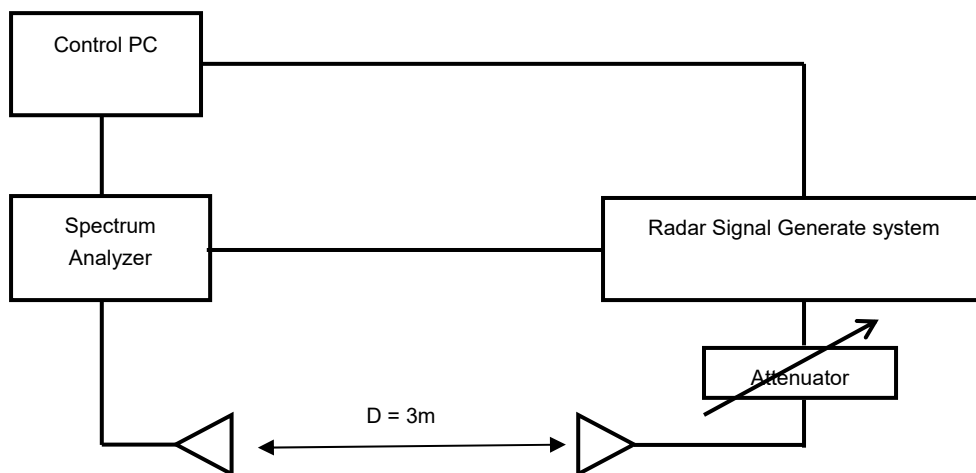 Control PC
Spectrum
Analyzer
Radar Signal Generate system
Attenuator
D = 3m